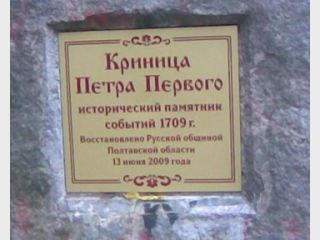 Криница
Петра Первого
исторический памятник
событий 1709 г.
Восстановлено Русской общиной
Полтавской области
13 июня 2009 года